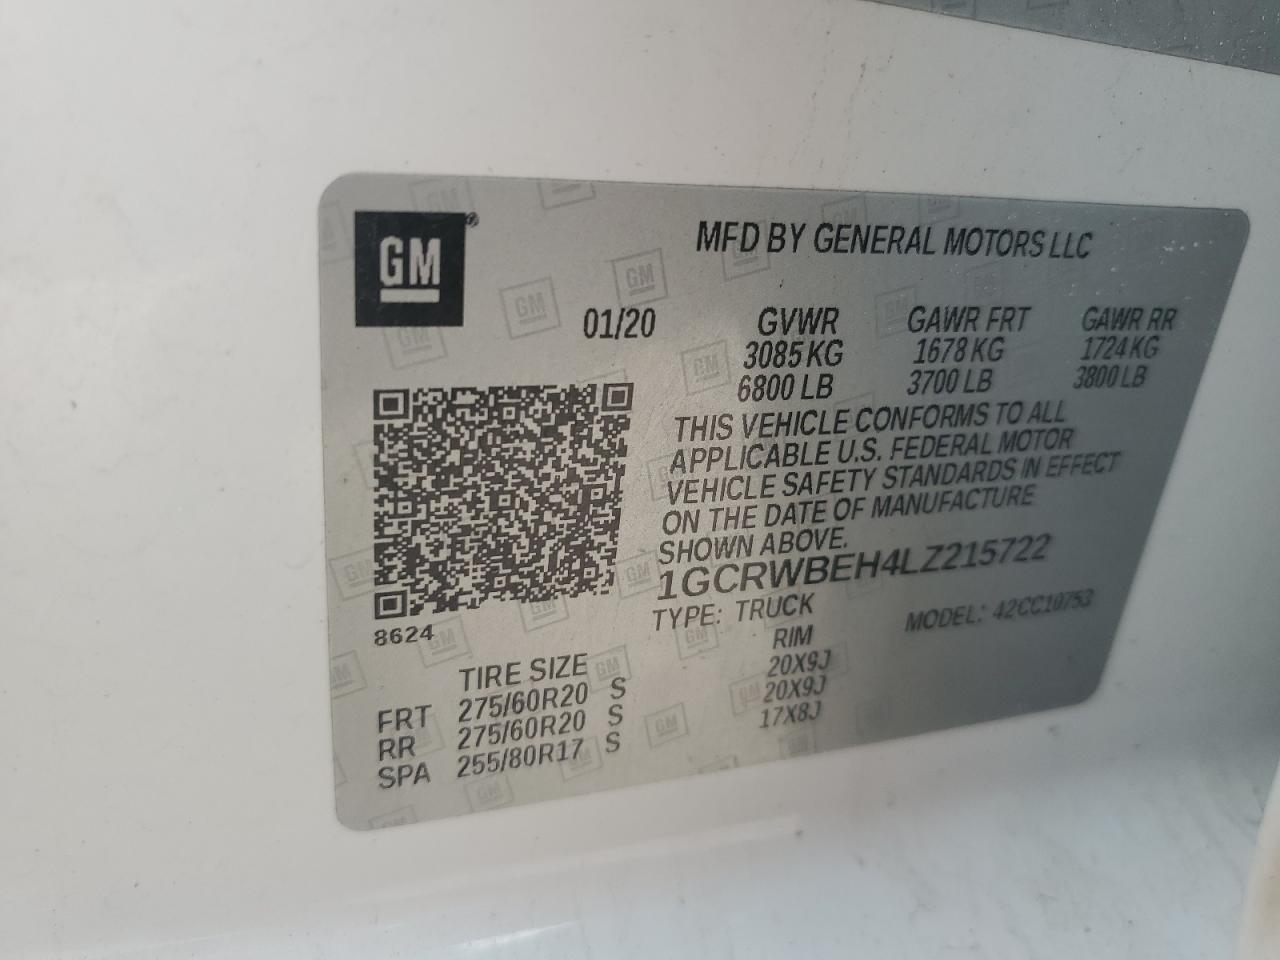 GM®
MFD BY GENERAL MOTORS LLC
01/20 GVWR GAWR FRT GAWR RR
3085 KG 1678 KG 1724 KG
6800 LB 3700 LB 3800 LB
THIS VEHICLE CONFORMS TO ALL
APPLICABLE U.S. FEDERAL MOTOR
VEHICLE SAFETY STANDARDS IN EFFECT
ON THE DATE OF MANUFACTURE
SHOWN ABOVE.
1GCRWBEH4LZ215722
TYPE: TRUCK MODEL: 42CC10753
8624
TIRE SIZE RIM
FRT 275/60R20 S 20X9J
RR 275/60R20 S 20X9J
SPA 255/80R17 S 17X8J